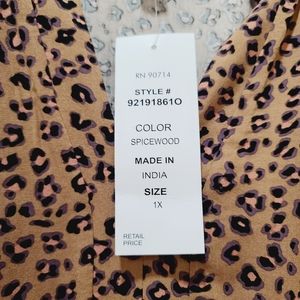 RN 90714
STYLE #
92191861O
COLOR
SPICEWOOD
MADE IN
INDIA
SIZE
1X
RETAIL
PRICE